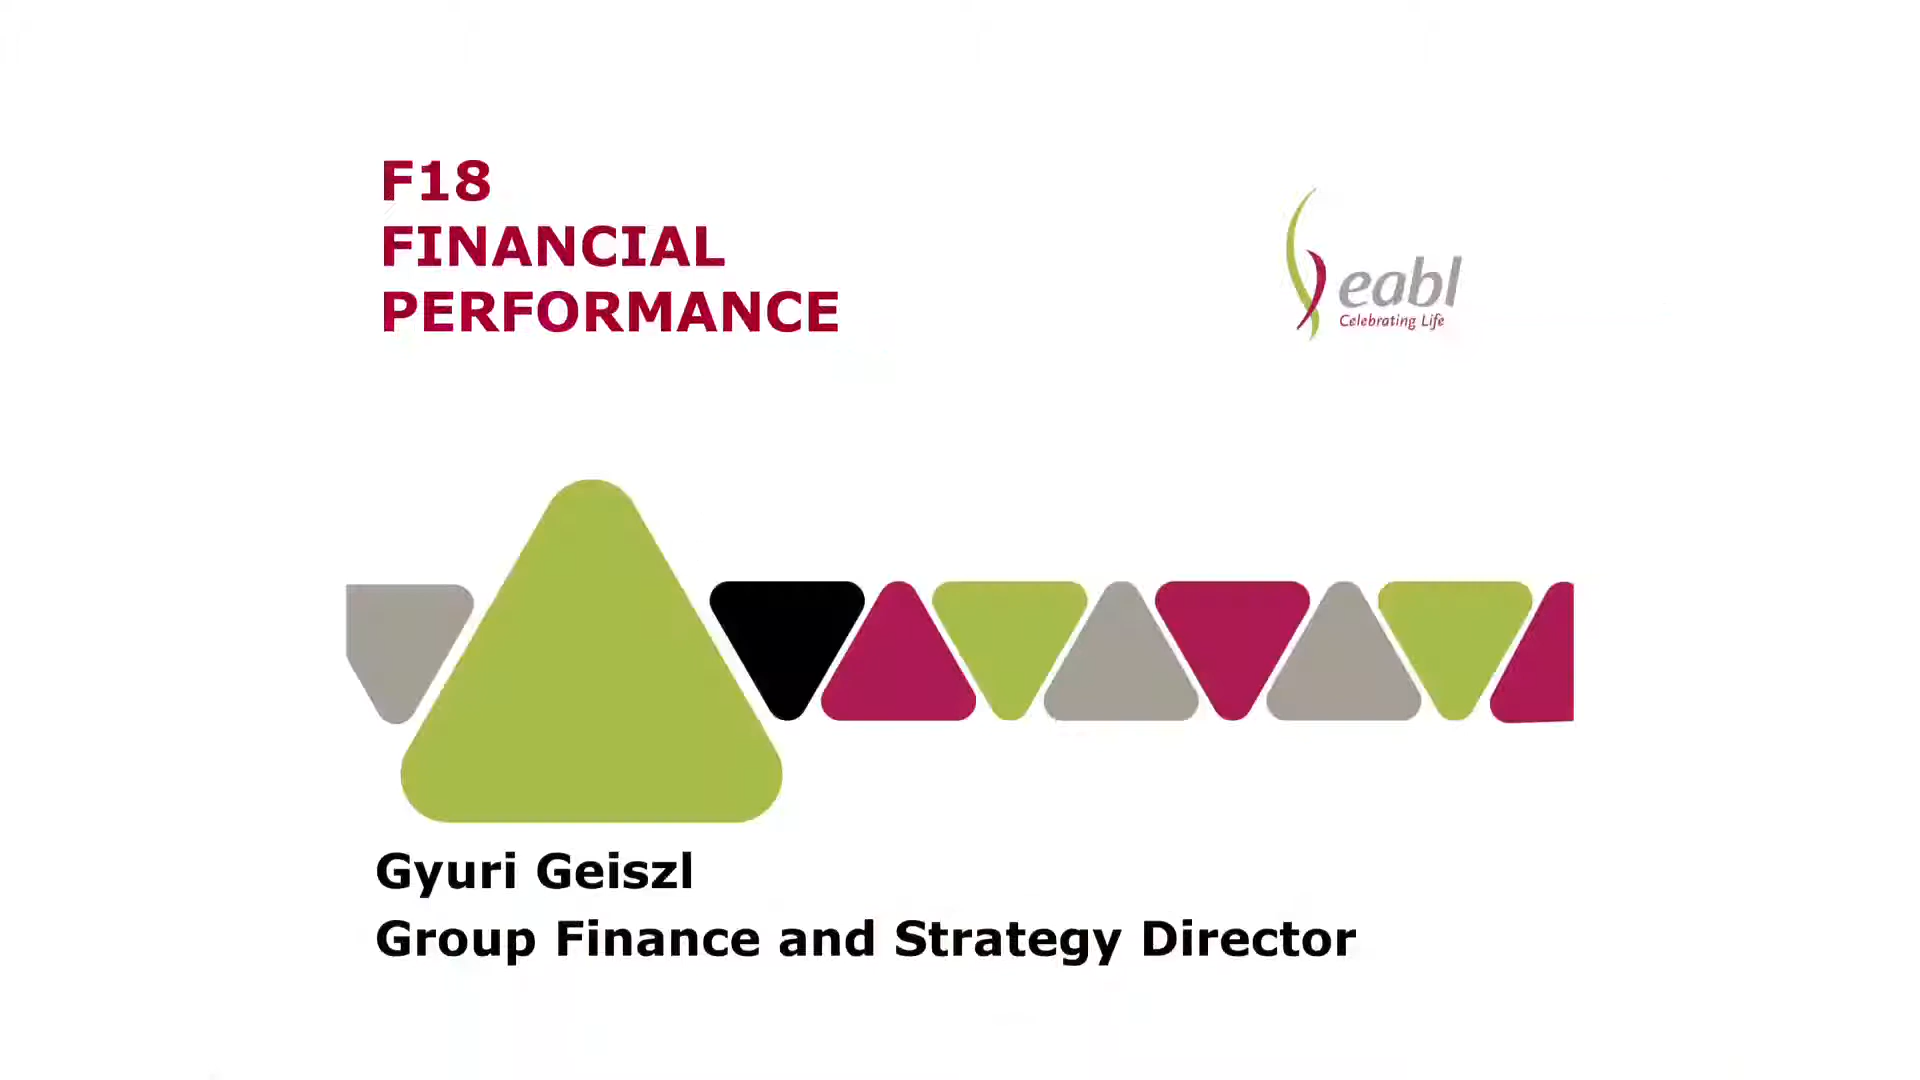 F18
FINANCIAL
PERFORMANCE
eabl
Celebrating Life
Gyuri Geiszl
Group Finance and Strategy Director